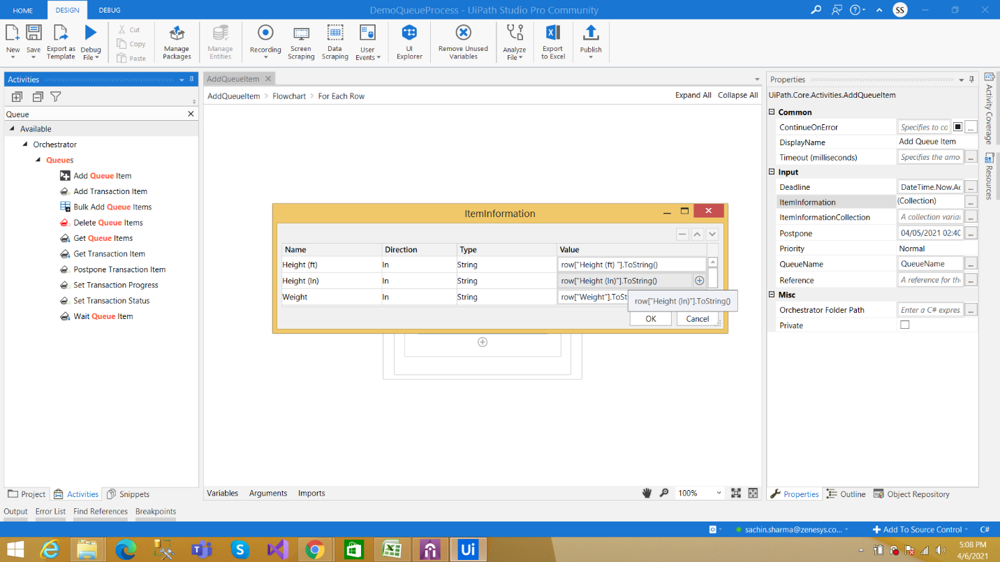 HOME DESIGN DEBUG
DemoQueueProcess - UiPath Studio Pro Community
SS
New
Save
Export as
Template
Debug
File
Cut
Copy
Paste
Manage
Packages
Manage
Entities
Recording
Screen
Scraping
Data
Scraping
User
Events
UI
Explorer
Remove Unused
Variables
Analyze
File
Export
to Excel
Publish
Activities
Queue
Available
Orchestrator
Queues
Add Queue Item
Add Transaction Item
Bulk Add Queue Items
Delete Queue Items
Get Queue Items
Get Transaction Item
Postpone Transaction Item
Set Transaction Progress
Set Transaction Status
Wait Queue Item
Project Activities Snippets
AddQueueItem
AddQueueItem > Flowchart > For Each Row
Expand All Collapse All
ItemInformation
Name Direction Type Value
Height (ft) In String row["Height (ft) "].ToString()
Height (In) In String row["Height (In)"].ToString()
Weight In String row["Weight"].ToSt
row["Height (In)"].ToString()
OK Cancel
Variables Arguments Imports
100%
Properties
UiPath.Core.Activities.AddQueueItem
Common
ContinueOnError Specifies to co ...
DisplayName Add Queue Item
Timeout (milliseconds) Specifies the amo ...
Input
Deadline DateTime.Now.Ad ...
ItemInformation (Collection) ...
ItemInformationCollection A collection varia ...
Postpone 04/05/2021 02:40 ...
Priority Normal
QueueName QueueName ...
Reference A reference for the ...
Misc
Orchestrator Folder Path Enter a C# expres ...
Private
Properties Outline Object Repository
Activity Coverage
Resources
Output Error List Find References Breakpoints
sachin.sharma@zenesys.co...
Add To Source Control
C#
S
Ui
5:08 PM
4/6/2021